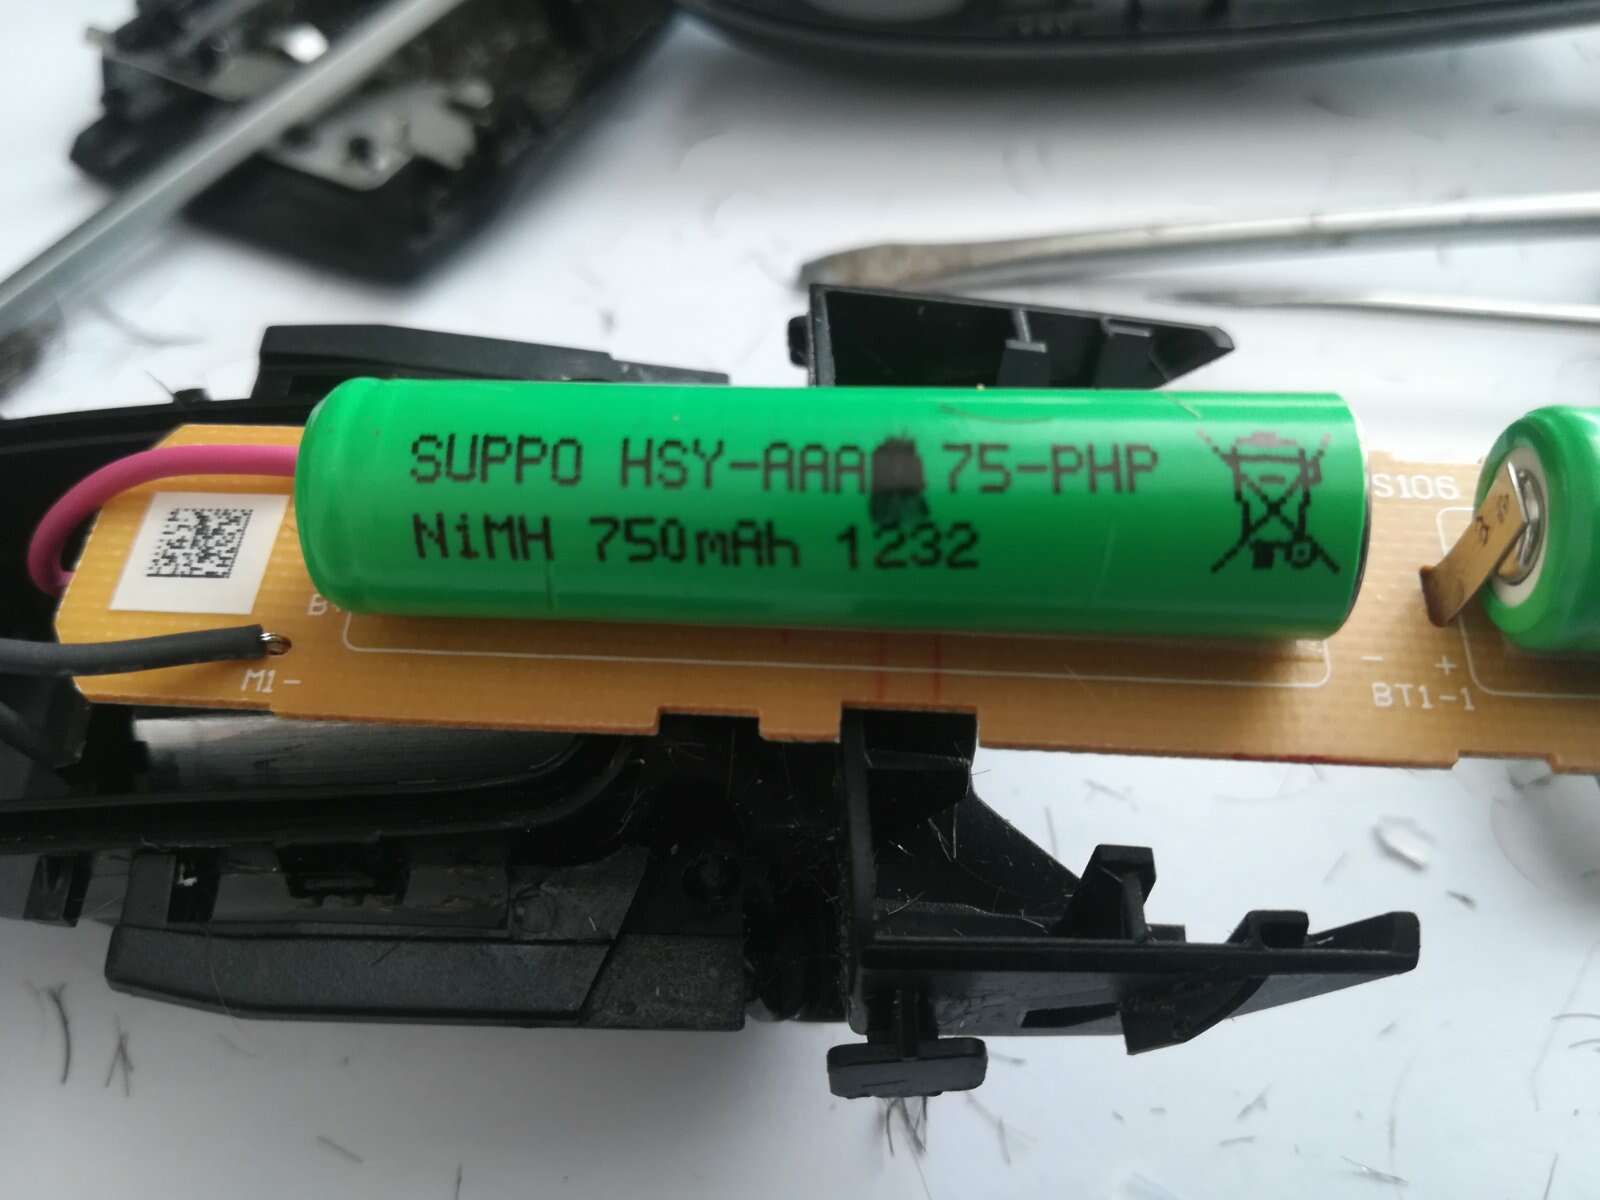 SUPPO HSY-AAA 75-PHP
NiMH 750mAh 1232
S106
M1-
- +
BT1-1